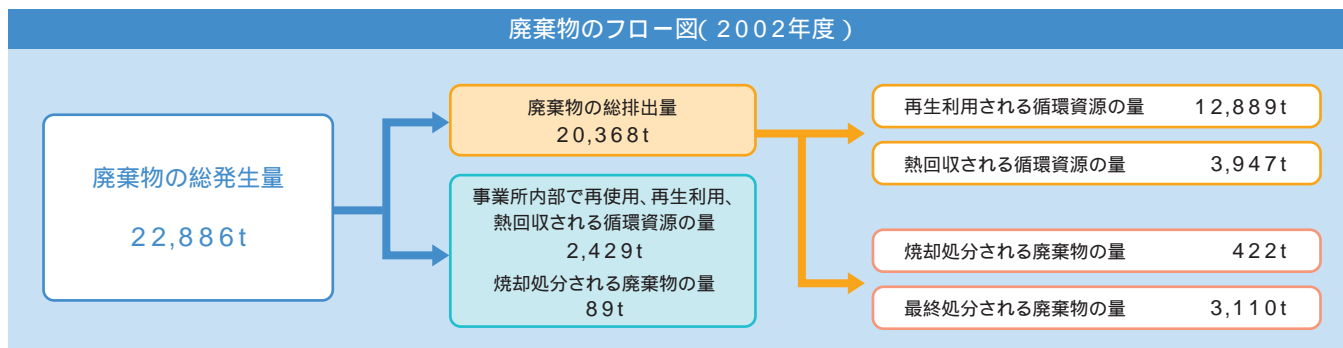 廃棄物のフロー図(2002年度)
廃棄物の総発生量
22,886t
廃棄物の総排出量
20,368t
事業所内部で再使用、再生利用、
熱回収される循環資源の量
2,429t
焼却処分される廃棄物の量
89t
再生利用される循環資源の量 12,889t
熱回収される循環資源の量 3,947t
焼却処分される廃棄物の量 422t
最終処分される廃棄物の量 3,110t